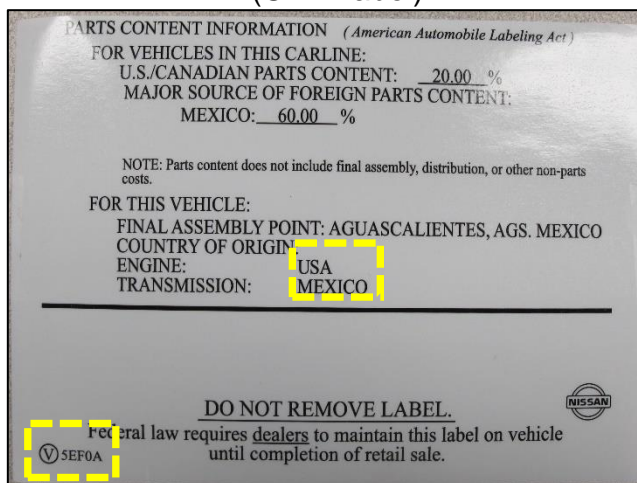 PARTS CONTENT INFORMATION (American Automobile Labeling Act)
FOR VEHICLES IN THIS CARLINE:
U.S./CANADIAN PARTS CONTENT: 20.00 %
MAJOR SOURCE OF FOREIGN PARTS CONTENT:
MEXICO: 60.00 %
NOTE: Parts content does not include final assembly, distribution, or other non-parts
costs.
FOR THIS VEHICLE:
FINAL ASSEMBLY POINT: AGUASCALIENTES, AGS. MEXICO
COUNTRY OF ORIGIN:
ENGINE: USA
TRANSMISSION: MEXICO
NISSAN
DO NOT REMOVE LABEL.
Federal law requires dealers to maintain this label on vehicle
until completion of retail sale.
V 5EF0A